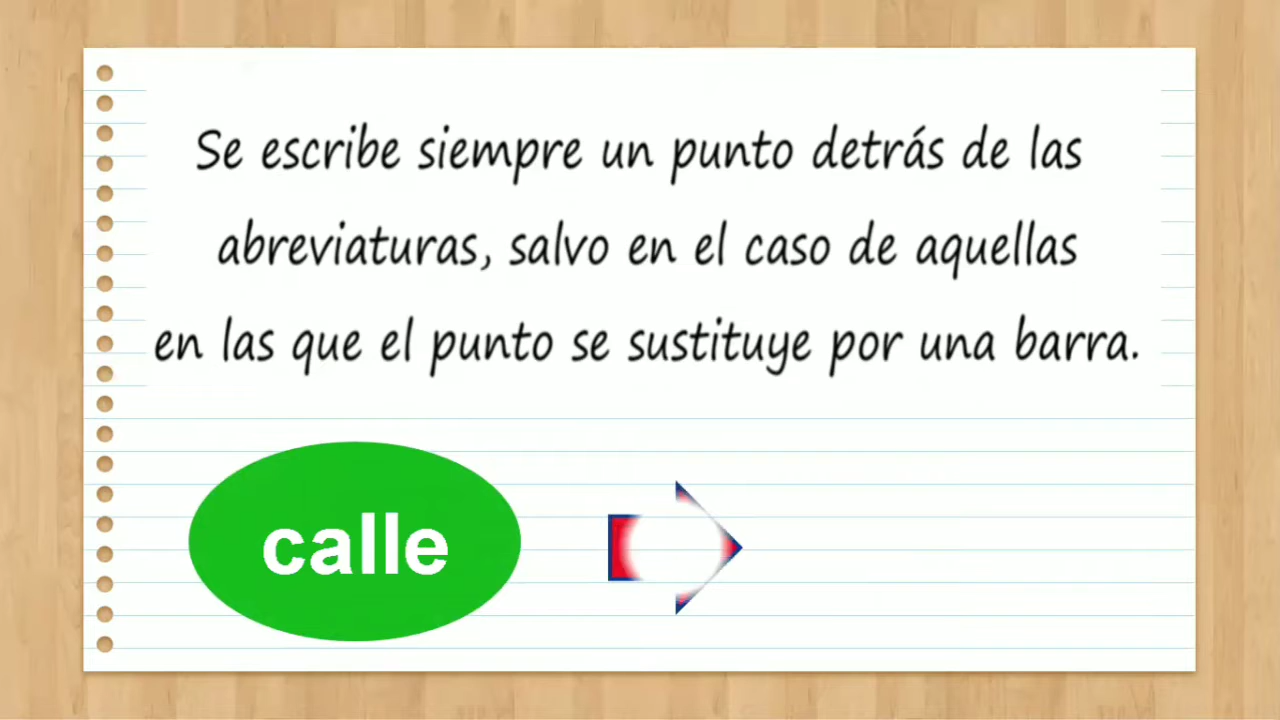 Se escribe siempre un punto detrás de las
abreviaturas, salvo en el caso de aquellas
en las que el punto se sustituye por una barra.
calle